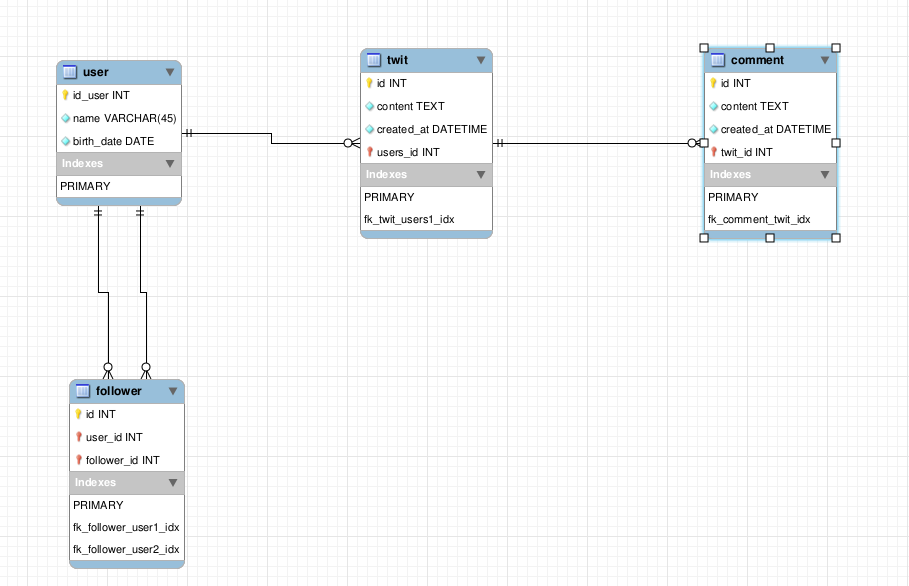 user
id_user INT
name VARCHAR(45)
birth_date DATE
Indexes
PRIMARY
twit
id INT
content TEXT
created_at DATETIME
users_id INT
Indexes
PRIMARY
fk_twit_users1_idx
comment
id INT
content TEXT
created_at DATETIME
twit_id INT
Indexes
PRIMARY
fk_comment_twit_idx
follower
id INT
user_id INT
follower_id INT
Indexes
PRIMARY
fk_follower_user1_idx
fk_follower_user2_idx